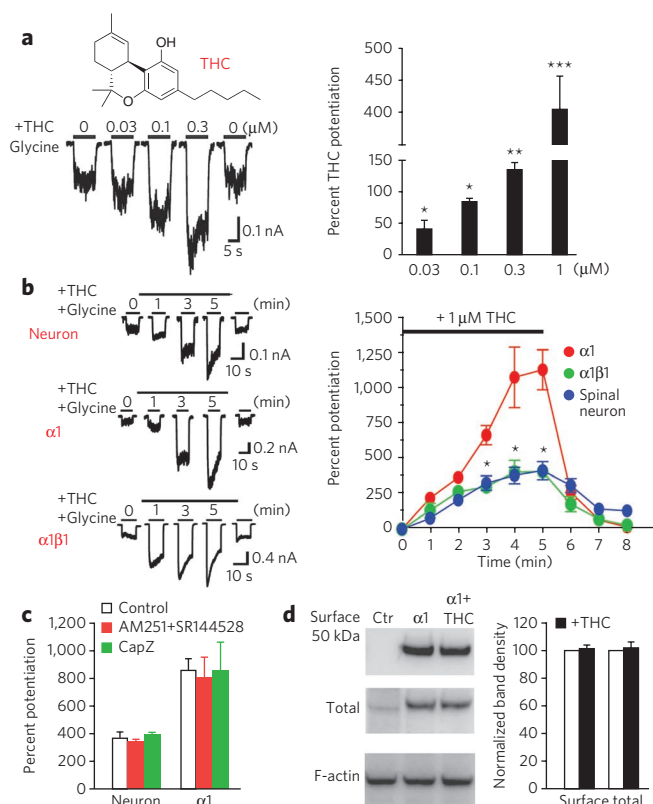 a
OH
THC
O
+THC 0 0.03 0.1 0.3 0 (μM)
Glycine
0.1 nA
5 s
Percent THC potentiation
500
400
300
150
100
50
0
* * ** ***
0.03 0.1 0.3 1 (μM)
b
+THC
+Glycine 0 1 3 5 (min)
Neuron
0.1 nA
10 s
+THC
+Glycine 0 1 3 5 (min)
α1
0.2 nA
10 s
+THC
+Glycine 0 1 3 5 (min)
α1β1
0.4 nA
10 s
+ 1 μM THC
Percent potentiation
1,500
1,250
1,000
750
500
250
0
α1
α1β1
Spinal
neuron
* * *
0 1 2 3 4 5 6 7 8
Time (min)
c
Control
AM251+SR144528
CapZ
Percent potentiation
1,000
800
600
400
200
0
Neuron α1
d
Surface Ctr α1 α1+
THC
50 kDa
Total
F-actin
+THC
Normalized band density
120
100
80
60
40
20
0
Surface total